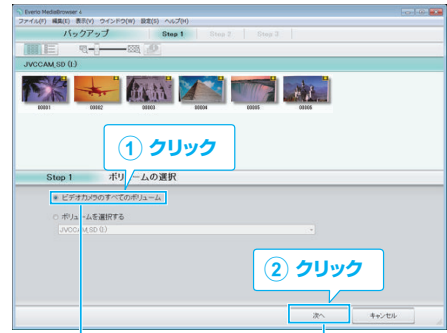 Everio MediaBrowser 4
ファイル(F) 編集(E) 表示(V) ウインドウ(W) 設定(S) ヘルプ(H)
バックアップ Step 1 Step 2 Step 3
JVCCAM_SD (I:)
00001 00002 00003 00004 00005 00006
① クリック
Step 1 ボリュームの選択
ビデオカメラのすべてのボリューム
ボリュームを選択する
JVCCAM_SD (I:)
② クリック
次へ キャンセル